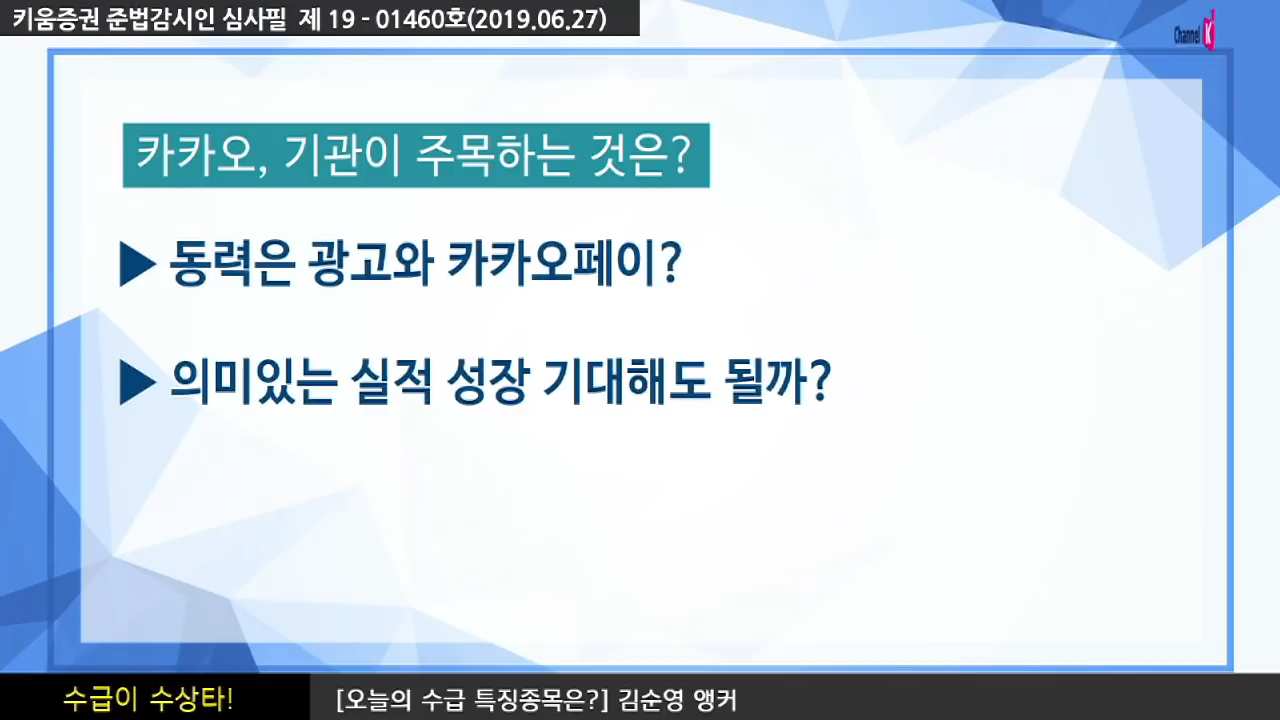 키움증권 준법감시인 심사필 제 19 - 01460호(2019.06.27)
Channel K
카카오, 기관이 주목하는 것은?
▶ 동력은 광고와 카카오페이?
▶ 의미있는 실적 성장 기대해도 될까?
수급이 수상타!
[오늘의 수급 특징종목은?] 김순영 앵커